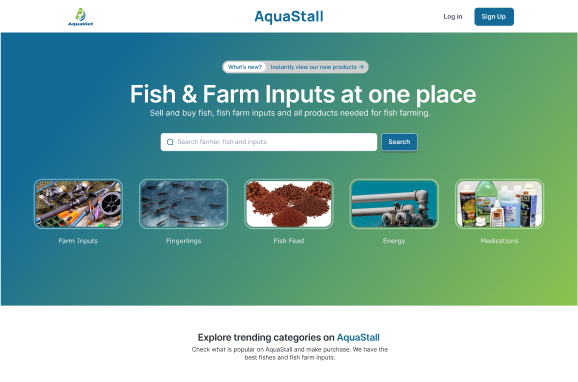 AquaMet
AquaStall
Log in
Sign Up
What's new? Instantly view our new products →
Fish & Farm Inputs at one place
Sell and buy fish, fish farm inputs and all products needed for fish farming.
Search farmer, fish and inputs
Search
Farm Inputs
Fingerlings
Fish Feed
Energy
Medications
Explore trending categories on AquaStall
Check what is popular on AquaStall and make purchase. We have the
best fishes and fish farm inputs.